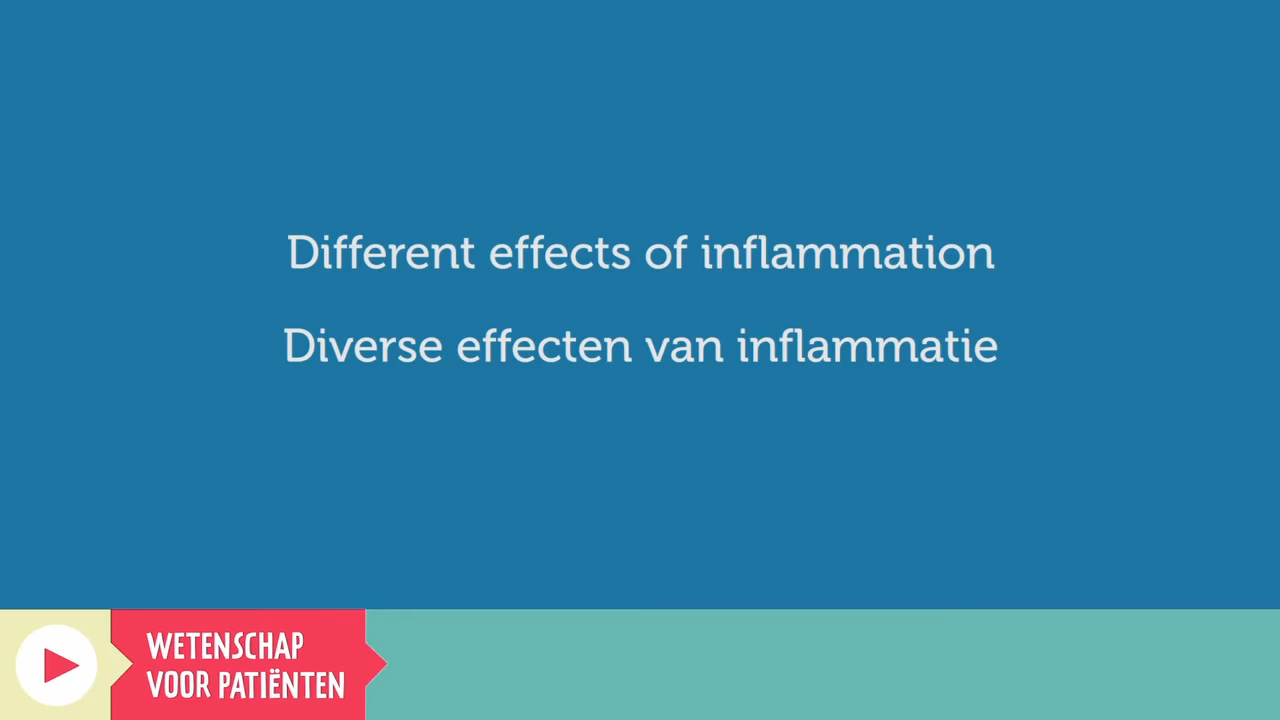 Different effects of inflammation
Diverse effecten van inflammatie
WETENSCHAP
VOOR PATIËNTEN